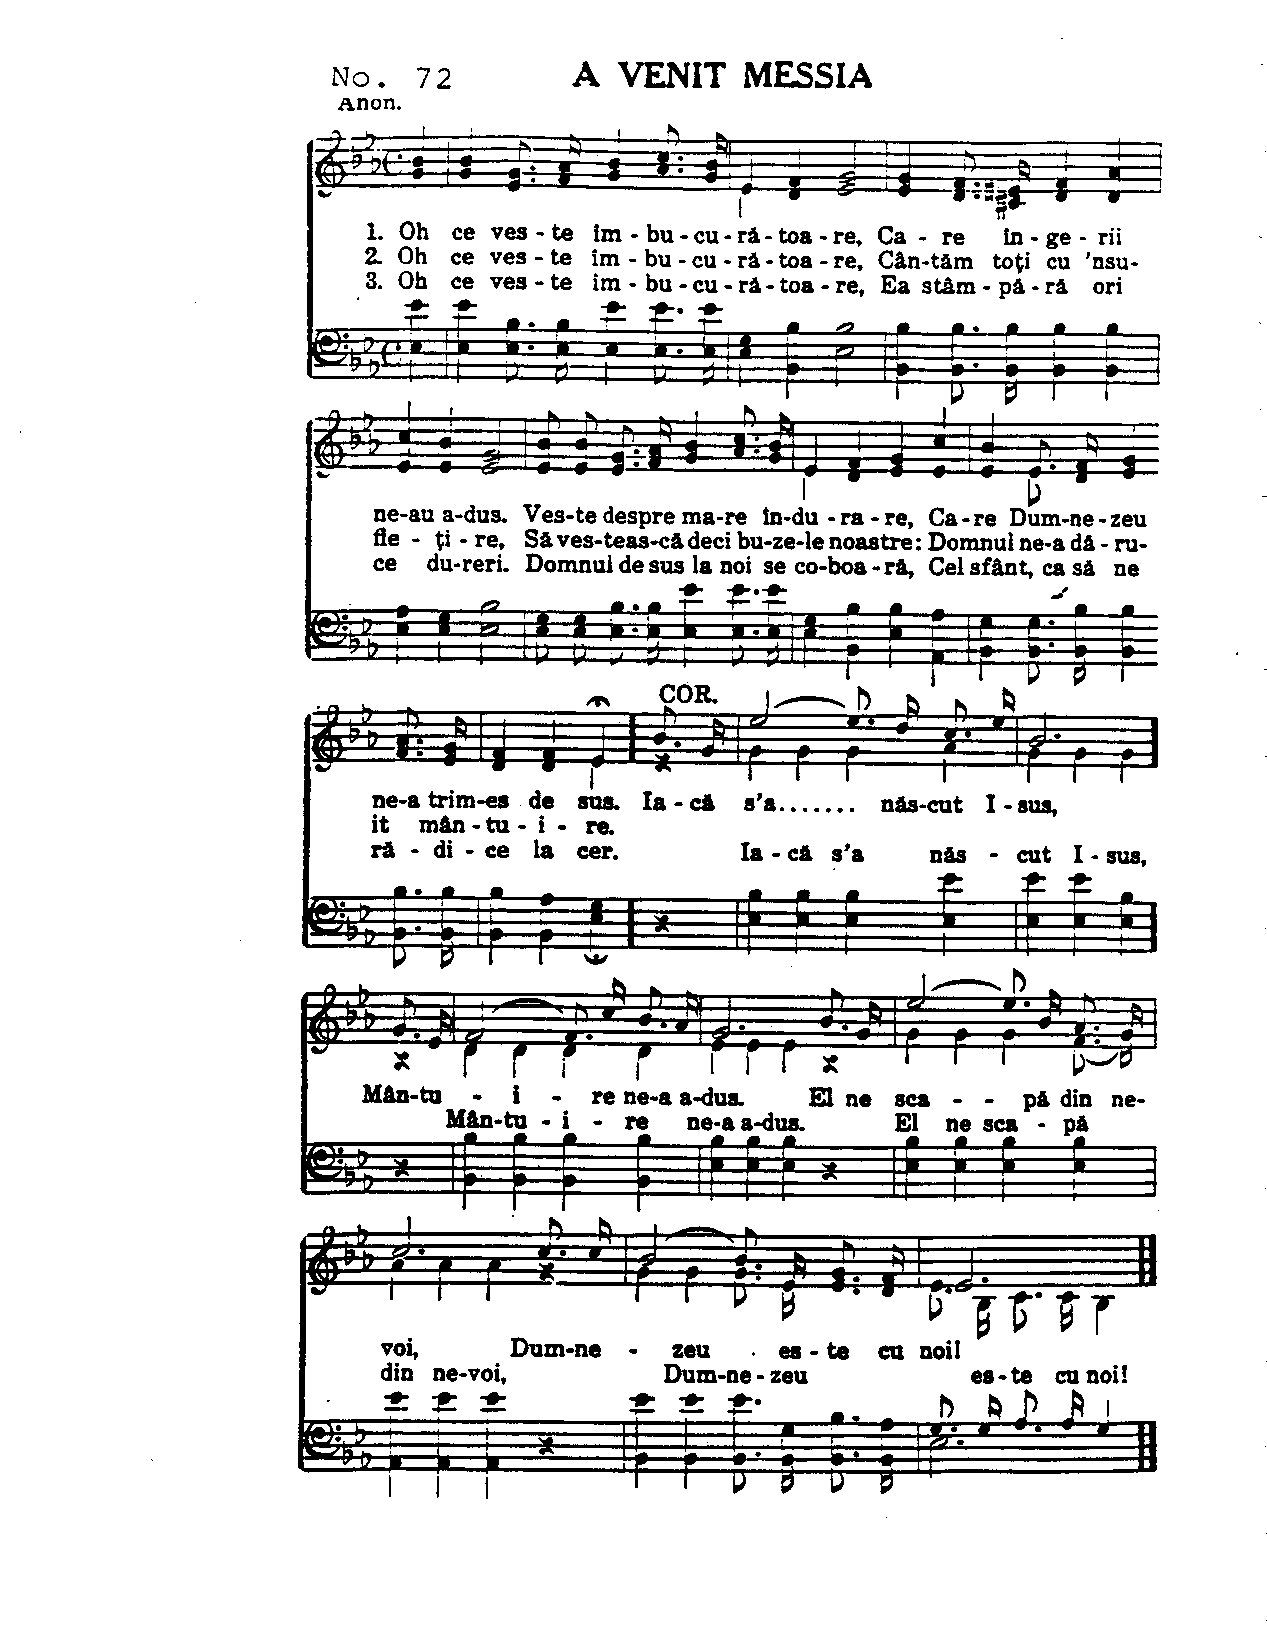 No. 72 A VENIT MESSIA
Anon.
1. Oh ce ves - te îm - bu - cu - ră - toa - re, Ca - re în - ge - rii
2. Oh ce ves - te îm - bu - cu - ră - toa - re, Cân-tăm toţi cu 'nsu-
3. Oh ce ves - te îm - bu - cu - ră - toa - re, Ea stâm - pă - ră ori
ne-au a-dus. Ves-te despre ma-re în-du - ra - re, Ca-re Dum-ne-zeu
fle - ţi - re, Să ves-teas-că deci bu-ze-le noastre: Domnul ne-a dă - ru-
ce du-reri. Domnul de sus la noi se co-boa-ră, Cel sfânt, ca să ne
COR.
ne-a trim-es de sus. Ia - că s'a....... năs-cut I - sus,
it mân - tu - i - re.
ră - di - ce la cer. Ia - că s'a năs - cut I - sus,
Mân-tu - i - re ne-a a-dus. El ne sca - - pă din ne-
Mân-tu - i - re ne-a a-dus. El ne sca - pă
voi, Dum-ne - zeu es - te cu noi!
din ne-voi, Dum-ne - zeu es - te cu noi!